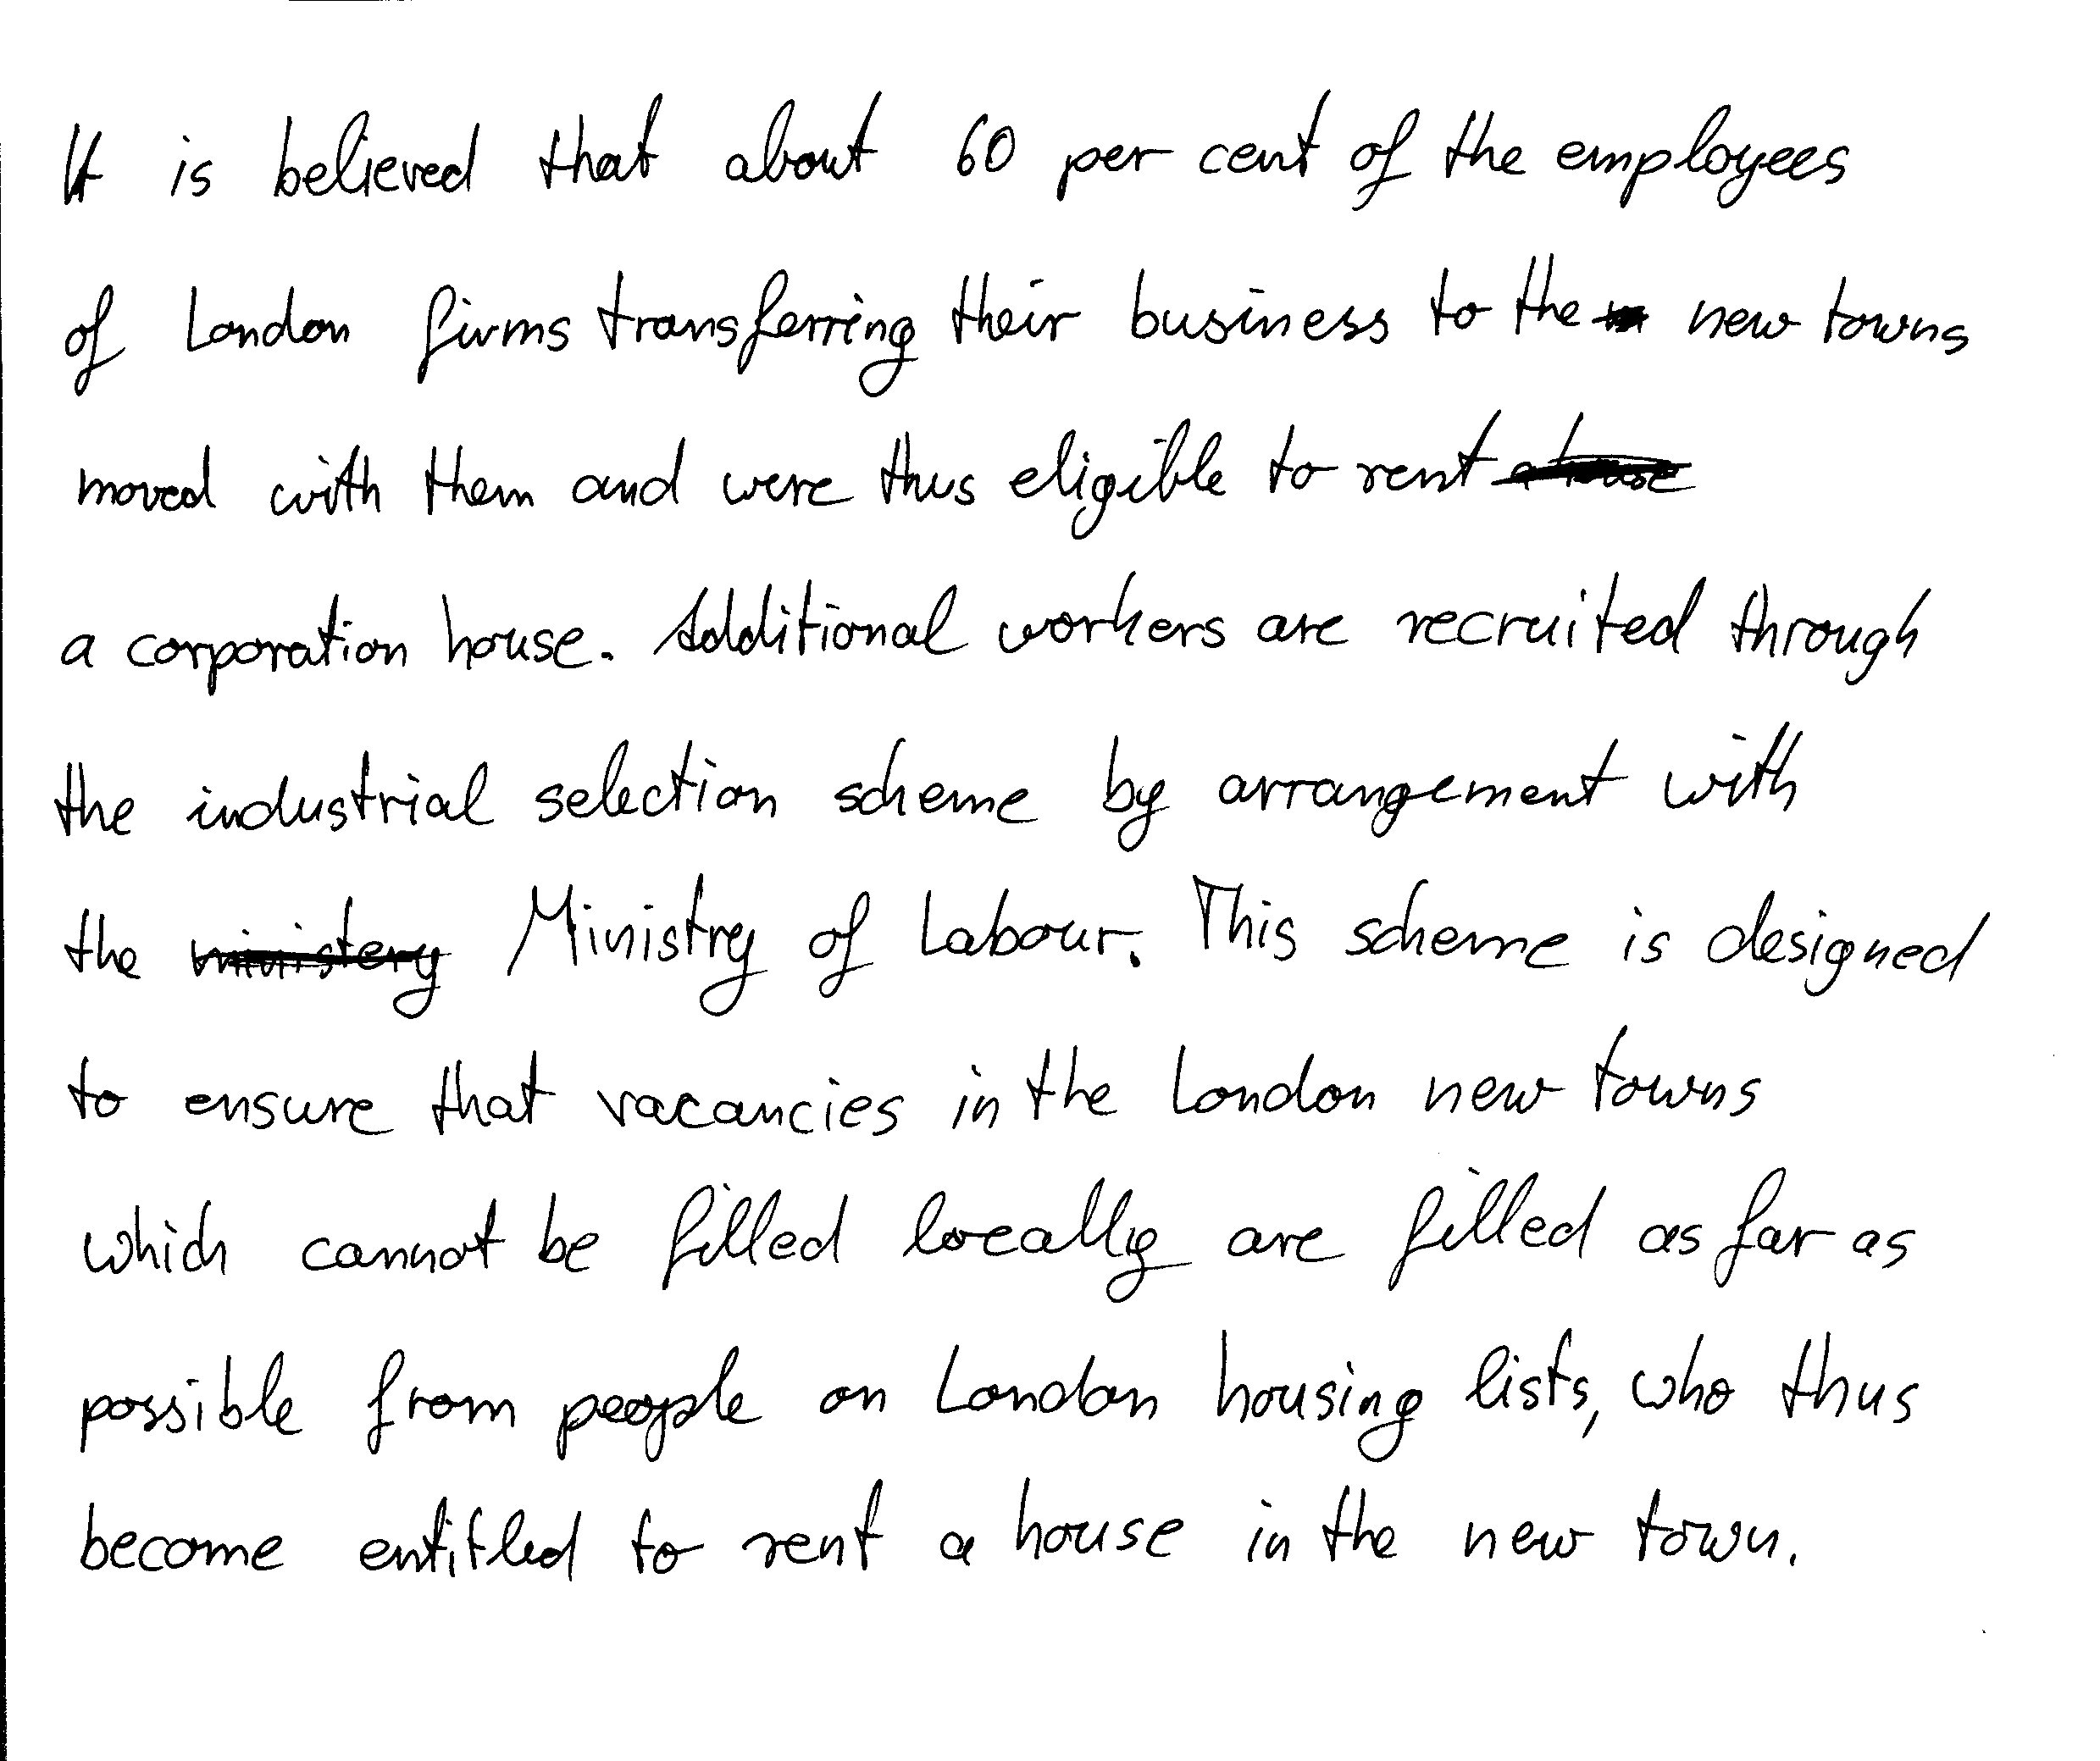 It is believed that about 60 per cent of the employees
of London firms transferring their business to the new towns
moved with them and were thus eligible to rent
a corporation house. Additional workers are recruited through
the industrial selection scheme by arrangement with
the ministery Ministry of Labour. This scheme is designed
to ensure that vacancies in the London new towns
which cannot be filled locally are filled as far as
possible from people on London housing lists, who thus
become entitled to rent a house in the new town.